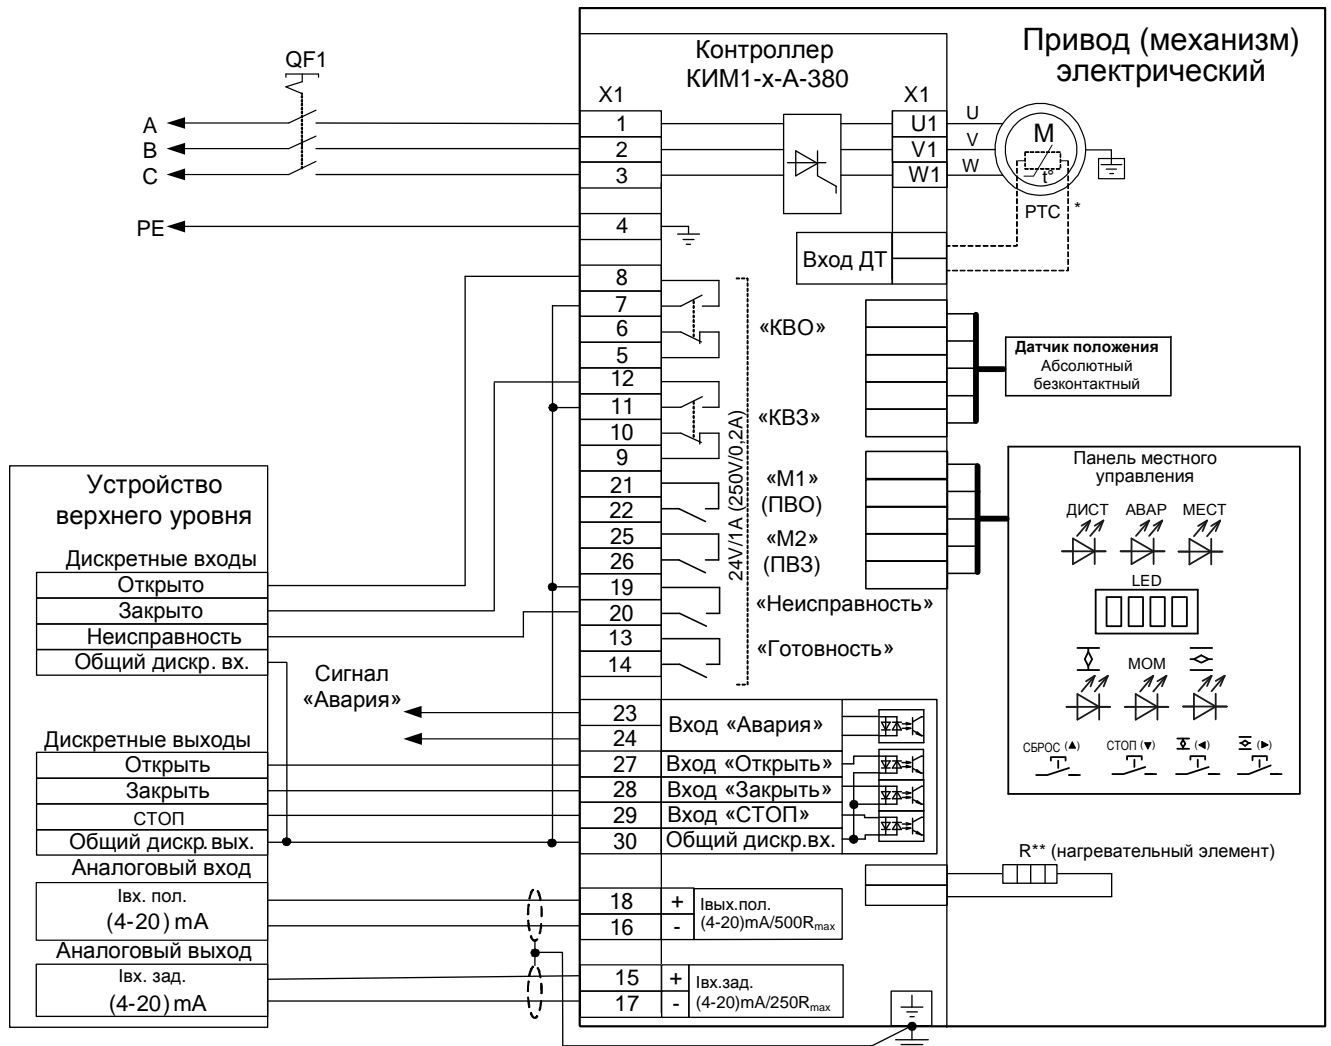 Привод (механизм)
электрический
Контроллер
КИМ1-х-А-380
QF1
X1
X1
A
B
C
PE
1
2
3
4
U1
V1
W1
U
V
W
M
t°
PTC
*
Вход ДТ
8
7
6
5
12
11
10
9
21
22
25
26
19
20
13
14
«КВО»
«КВЗ»
«М1»
(ПВО)
«М2»
(ПВЗ)
«Неисправность»
«Готовность»
24V/1A (250V/0,2A)
Датчик положения
Абсолютный
бесконтактный
Панель местного
управления
ДИСТ АВАР МЕСТ
LED
МОМ
СБРОС (▲) СТОП (▼) (◄) (►)
Устройство
верхнего уровня
Дискретные входы
Открыто
Закрыто
Неисправность
Общий дискр. вх.
Сигнал
«Авария»
Дискретные выходы
Открыть
Закрыть
СТОП
Общий дискр. вых.
Аналоговый вход
Iвх. пол.
(4-20) mA
Аналоговый выход
Iвх. зад.
(4-20) mA
23
24
27
28
29
30
Вход «Авария»
Вход «Открыть»
Вход «Закрыть»
Вход «СТОП»
Общий дискр.вх.
R** (нагревательный элемент)
18 +
16 -
Iвых.пол.
(4-20)mA/500Rmax
15 +
17 -
Iвх.зад.
(4-20)mA/250Rmax